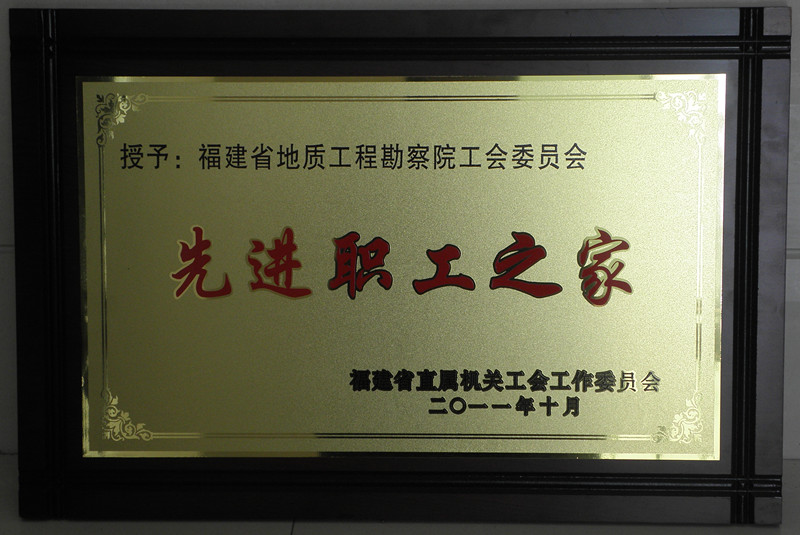 授予：福建省地质工程勘察院工会委员会
先进职工之家
福建省直属机关工会工作委员会
二〇一一年十月